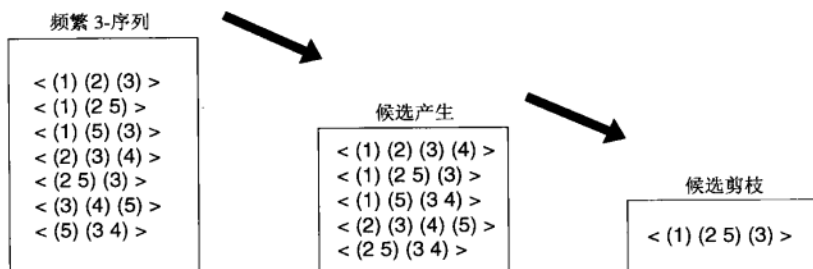 频繁 3-序列
< (1) (2) (3) >
< (1) (2 5) >
< (1) (5) (3) >
< (2) (3) (4) >
< (2 5) (3) >
< (3) (4) (5) >
< (5) (3 4) >
候选产生
< (1) (2) (3) (4) >
< (1) (2 5) (3) >
< (1) (5) (3 4) >
< (2) (3) (4) (5) >
< (2 5) (3 4) >
候选剪枝
< (1) (2 5) (3) >